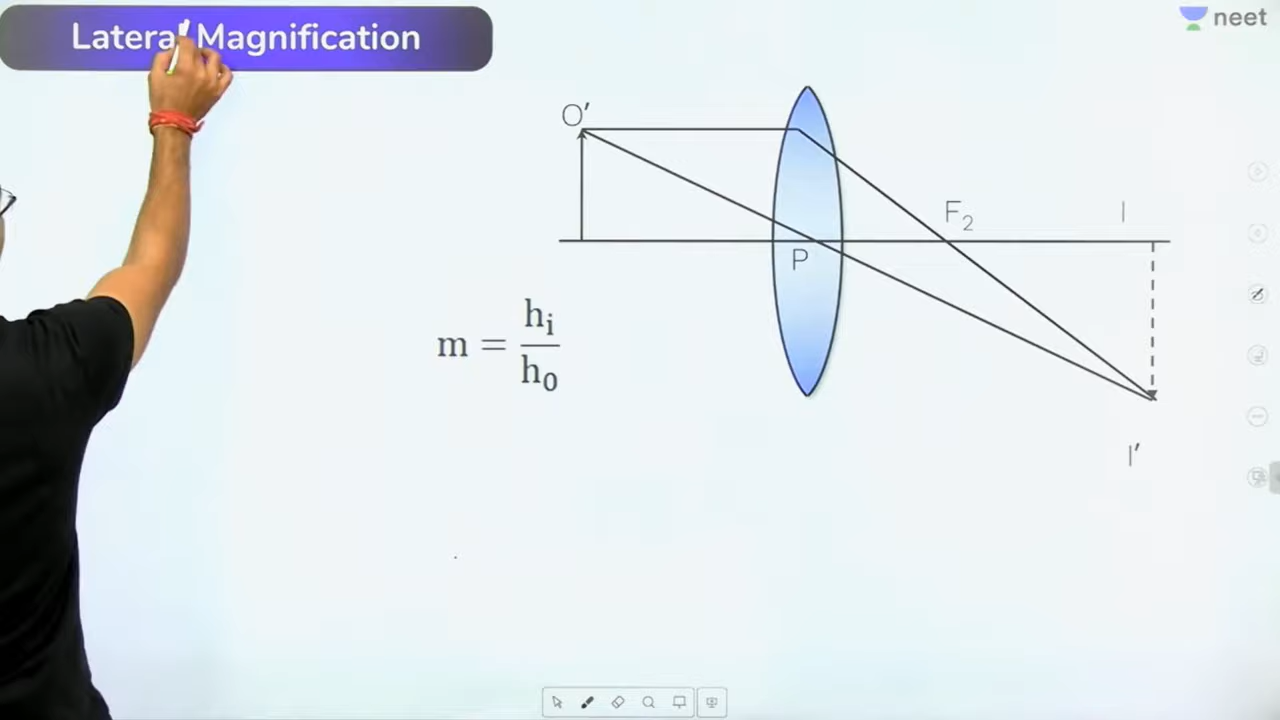 Lateral Magnification
neet
O′
F₂
I
P
m = hᵢ/h₀
I′